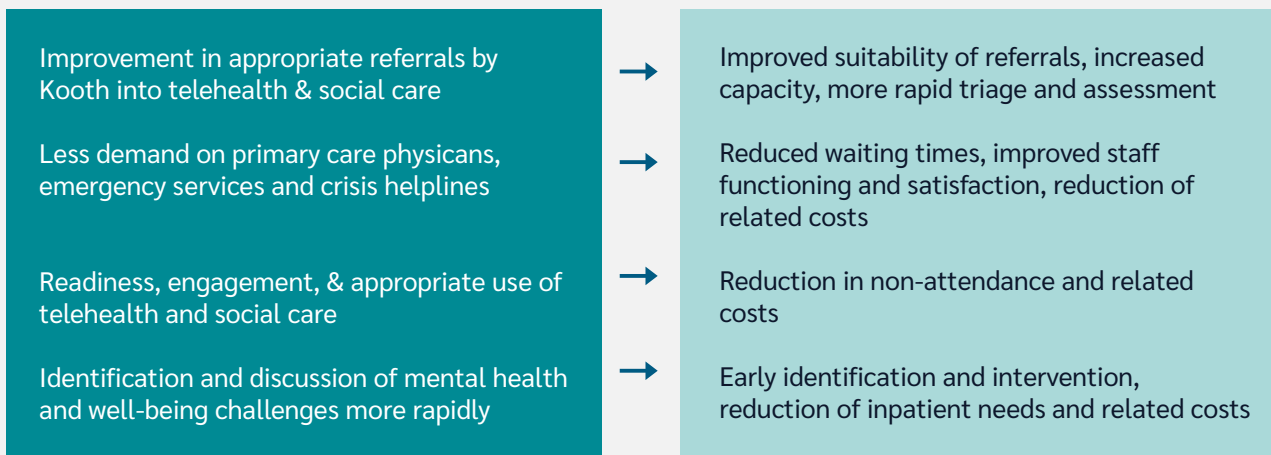 Improvement in appropriate referrals by
Kooth into telehealth & social care
Improved suitability of referrals, increased
capacity, more rapid triage and assessment
Less demand on primary care physicans,
emergency services and crisis helplines
Reduced waiting times, improved staff
functioning and satisfaction, reduction of
related costs
Readiness, engagement, & appropriate use of
telehealth and social care
Reduction in non-attendance and related
costs
Identification and discussion of mental health
and well-being challenges more rapidly
Early identification and intervention,
reduction of inpatient needs and related costs